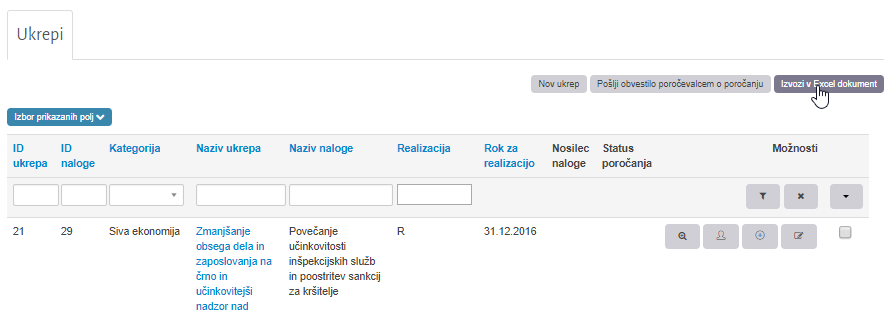 Ukrepi
Nov ukrep Pošlji obvestilo poročevalcem o poročanju Izvozi v Excel dokument
Izbor prikazanih polj
ID ukrepa ID naloge Kategorija Naziv ukrepa Naziv naloge Realizacija Rok za realizacijo Nosilec naloge Status poročanja Možnosti
21 29 Siva ekonomija Zmanjšanje Povečanje R 31.12.2016
obsega dela in učinkovitosti
zaposlovanja na inšpekcijskih služb
črno in in poostritev sankcij
učinkovitejši za kršitelje
nadzor nad